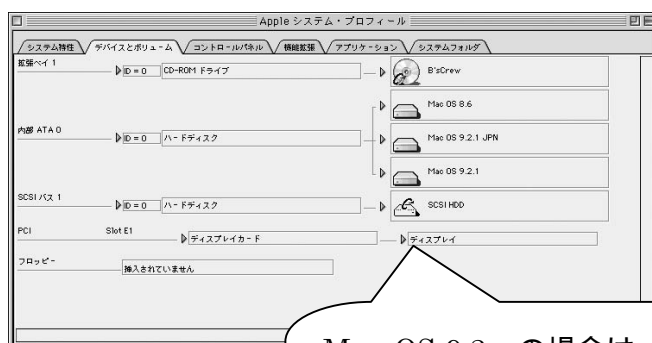 Apple システム・プロフィール
システム特性 デバイスとボリューム コントロールパネル 機能拡張 アプリケーション システムフォルダ
拡張ベイ 1 ID = 0 CD-ROM ドライブ B'sCrew
Mac OS 8.6
内部 ATA 0 ID = 0 ハードディスク Mac OS 9.2.1 JPN
Mac OS 9.2.1
SCSI バス 1 ID = 0 ハードディスク SCSI HDD
PCI Slot E1 ディスプレイカード ディスプレイ
フロッピー 挿入されていません
の場合は